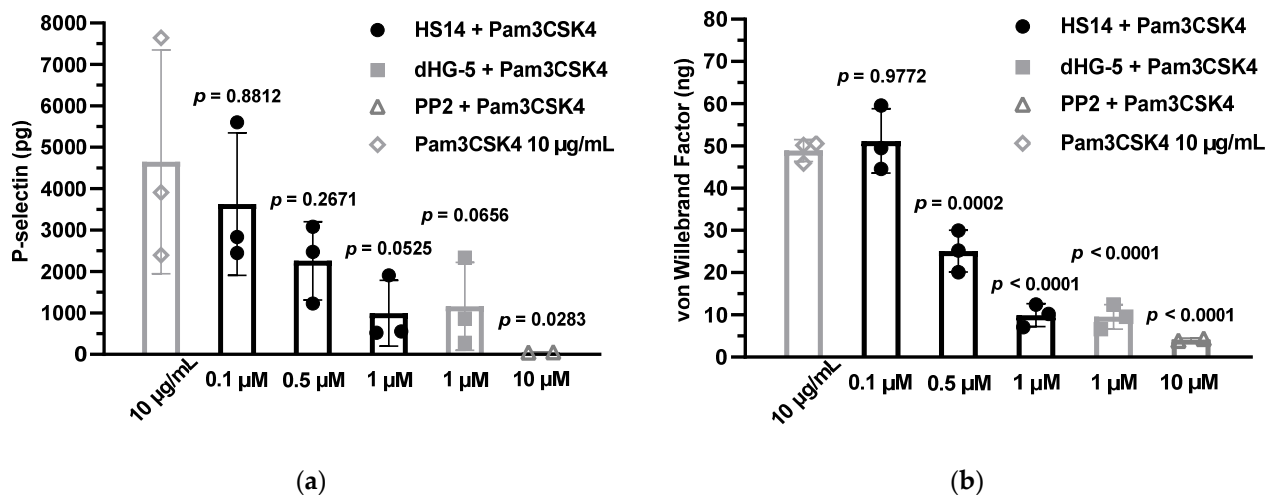 8000
7000
6000
5000
4000
3000
2000
1000
0
P-selectin (pg)
HS14 + Pam3CSK4
dHG-5 + Pam3CSK4
PP2 + Pam3CSK4
Pam3CSK4 10 µg/mL
p = 0.8812
p = 0.2671
p = 0.0525
p = 0.0656
p = 0.0283
10 µg/mL
0.1 µM
0.5 µM
1 µM
1 µM
10 µM
(a)
80
70
60
50
40
30
20
10
0
von Willebrand Factor (ng)
HS14 + Pam3CSK4
dHG-5 + Pam3CSK4
PP2 + Pam3CSK4
Pam3CSK4 10 µg/mL
p = 0.9772
p = 0.0002
p < 0.0001
p < 0.0001
p < 0.0001
10 µg/mL
0.1 µM
0.5 µM
1 µM
1 µM
10 µM
(b)